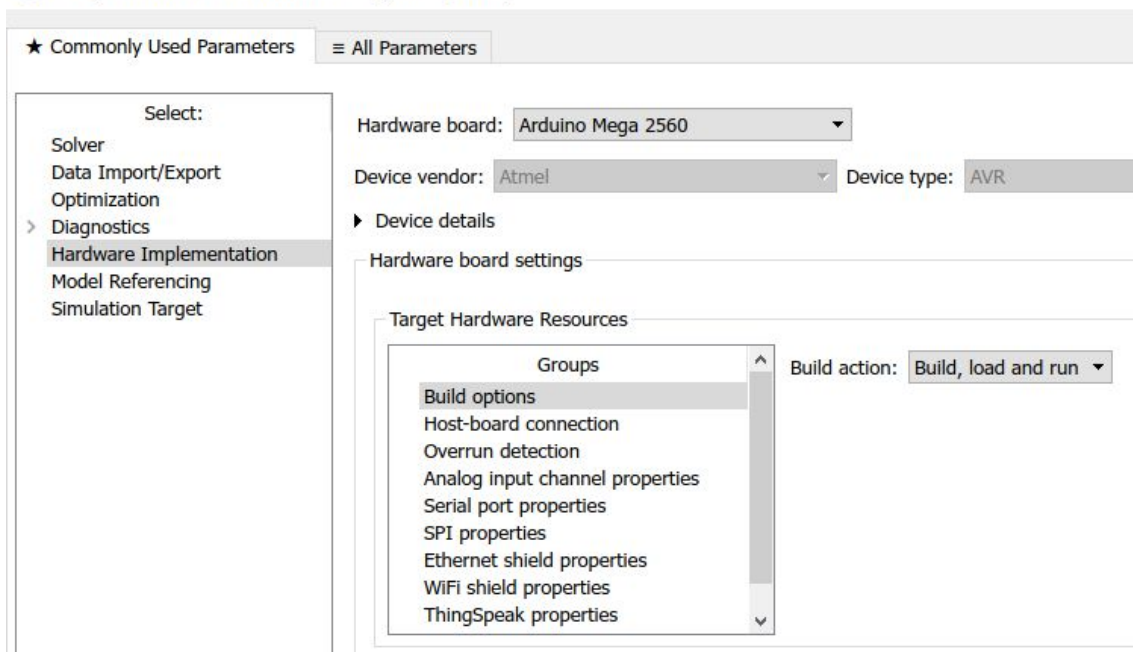 ★ Commonly Used Parameters
≡ All Parameters
Select:
Solver
Data Import/Export
Optimization
Diagnostics
Hardware Implementation
Model Referencing
Simulation Target
Hardware board: Arduino Mega 2560
Device vendor: Atmel Device type: AVR
Device details
Hardware board settings
Target Hardware Resources
Groups
Build options
Host-board connection
Overrun detection
Analog input channel properties
Serial port properties
SPI properties
Ethernet shield properties
WiFi shield properties
ThingSpeak properties
Build action: Build, load and run